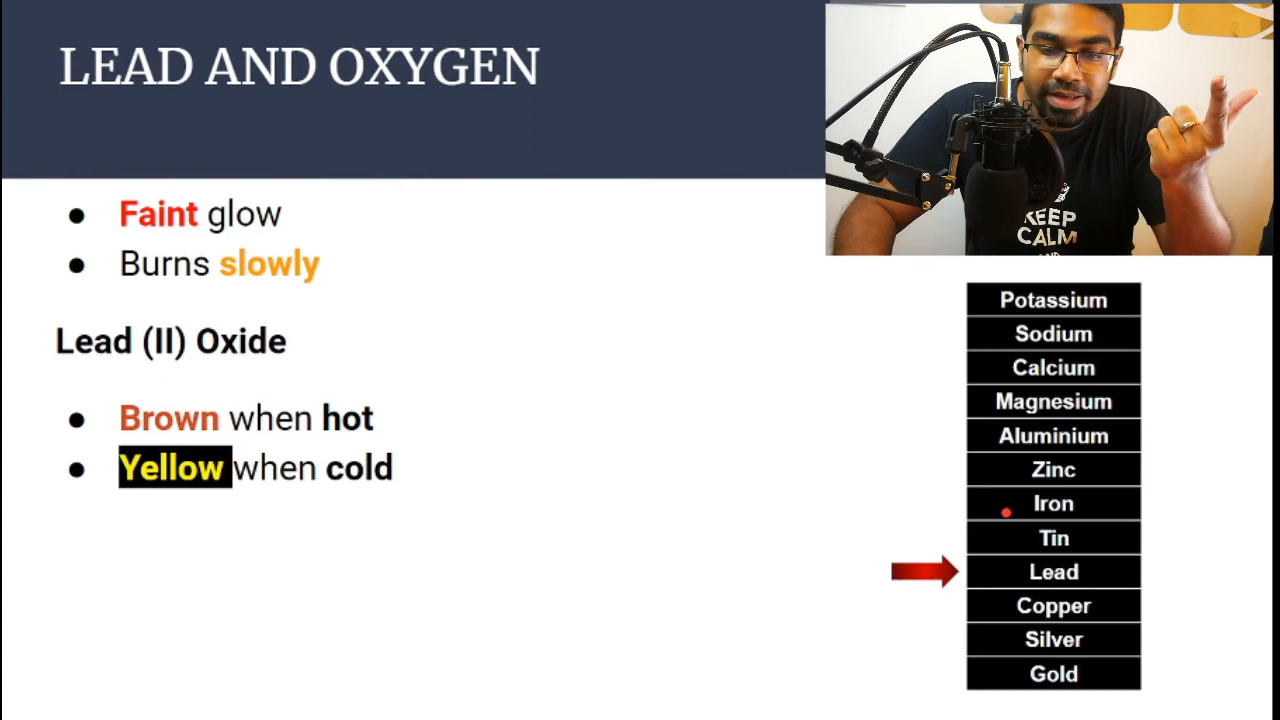 LEAD AND OXYGEN
● Faint glow
● Burns slowly
Lead (II) Oxide
● Brown when hot
● Yellow when cold
KEEP
CALM
AND
Potassium
Sodium
Calcium
Magnesium
Aluminium
Zinc
Iron
Tin
Lead
Copper
Silver
Gold